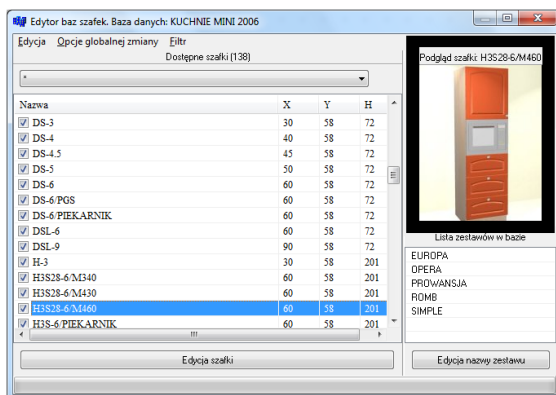 Edytor baz szafek. Baza danych: KUCHNIE MINI 2006
Edycja Opcje globalnej zmiany Filtr
Dostępne szafki (138)
*
Nazwa X Y H
DS-3 30 58 72
DS-4 40 58 72
DS-4.5 45 58 72
DS-5 50 58 72
DS-6 60 58 72
DS-6/PGS 60 58 72
DS-6/PIEKARNIK 60 58 72
DSL-6 60 58 72
DSL-9 90 58 72
H-3 30 58 201
H3S28-6/M340 60 58 201
H3S28-6/M430 60 58 201
H3S28-6/M460 60 58 201
H3S-6/PIEKARNIK 60 58 201
Edycja szafki
Podgląd szafki: H3S28-6/M460
Lista zestawów w bazie
EUROPA
OPERA
PROWANSJA
ROMB
SIMPLE
Edycja nazwy zestawu